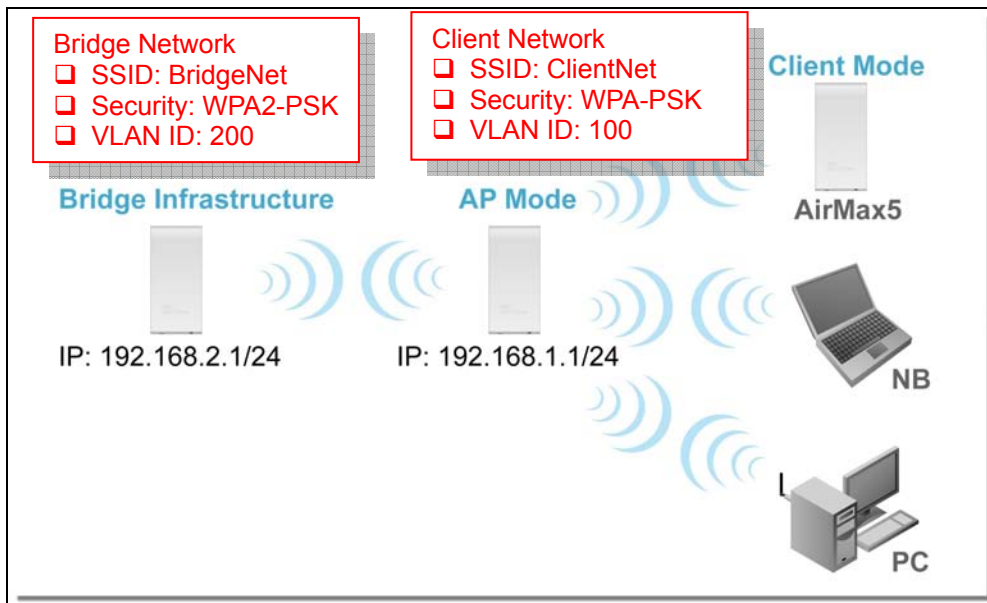 Bridge Network
❑ SSID: BridgeNet
❑ Security: WPA2-PSK
❑ VLAN ID: 200
Client Network
❑ SSID: ClientNet
❑ Security: WPA-PSK
❑ VLAN ID: 100
Client Mode
AirMax5
Bridge Infrastructure
AP Mode
IP: 192.168.2.1/24
IP: 192.168.1.1/24
NB
PC